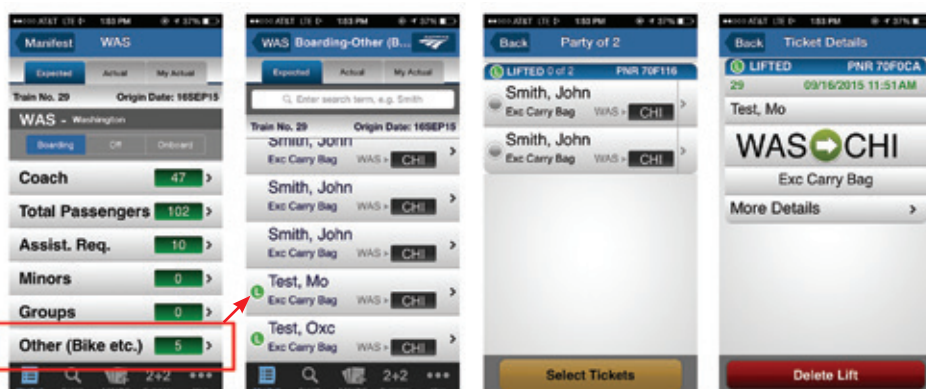 AT&T LTE 1:53 PM 37%
Manifest WAS
Expected Actual My Actual
Train No. 29 Origin Date: 16SEP15
WAS - Washington
Boarding Off Onboard
Coach 47 >
Total Passengers 102 >
Assist. Req. 10 >
Minors 0 >
Groups 0 >
Other (Bike etc.) 5 >
2+2 •••
AT&T LTE 1:53 PM 37%
WAS Boarding-Other (B...
Expected Actual My Actual
Enter search term, e.g. Smith
Train No. 29 Origin Date: 16SEP15
Smith, John
Exc Carry Bag WAS > CHI >
Smith, John
Exc Carry Bag WAS > CHI >
Smith, John
Exc Carry Bag WAS > CHI >
Test, Mo
L Exc Carry Bag WAS > CHI >
Test, Oxc
L Exc Carry Bag WAS > CHI >
2+2 •••
AT&T LTE 1:53 PM 37%
Back Party of 2
L LIFTED 0 of 2 PNR 70F116
Smith, John
Exc Carry Bag WAS > CHI >
Smith, John
Exc Carry Bag WAS > CHI >
Select Tickets
AT&T LTE 1:53 PM 37%
Back Ticket Details
L LIFTED PNR 70F0CA
29 09/16/2015 11:51AM
Test, Mo
WAS CHI
Exc Carry Bag
More Details >
Delete Lift